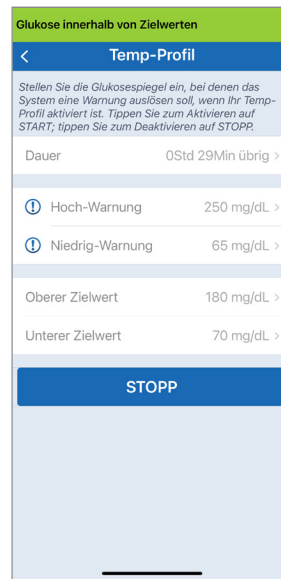 Glukose innerhalb von Zielwerten
< Temp-Profil
Stellen Sie die Glukosespiegel ein, bei denen das
System eine Warnung auslösen soll, wenn Ihr Temp-
Profil aktiviert ist. Tippen Sie zum Aktivieren auf
START; tippen Sie zum Deaktivieren auf STOPP.
Dauer 0Std 29Min übrig >
Hoch-Warnung 250 mg/dL >
Niedrig-Warnung 65 mg/dL >
Oberer Zielwert 180 mg/dL >
Unterer Zielwert 70 mg/dL >
STOPP